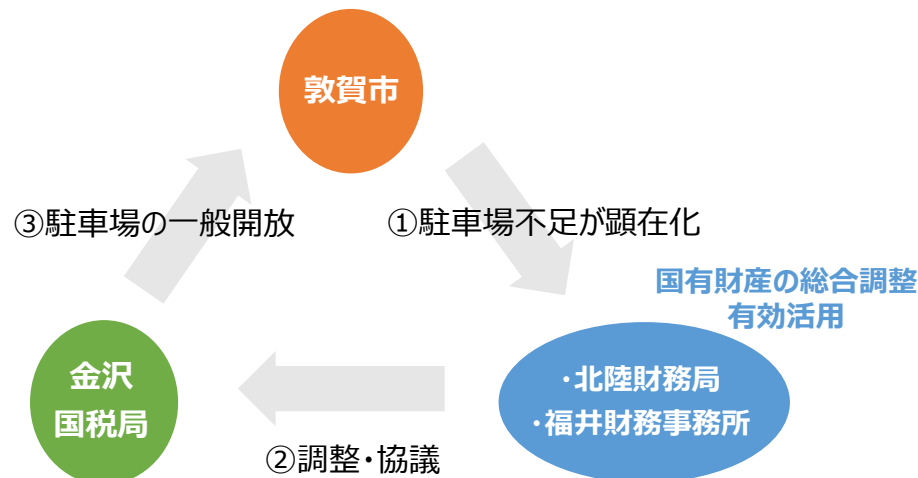 敦賀市
③駐車場の一般開放
①駐車場不足が顕在化
国有財産の総合調整
有効活用
金沢
国税局
・北陸財務局
・福井財務事務所
②調整・協議